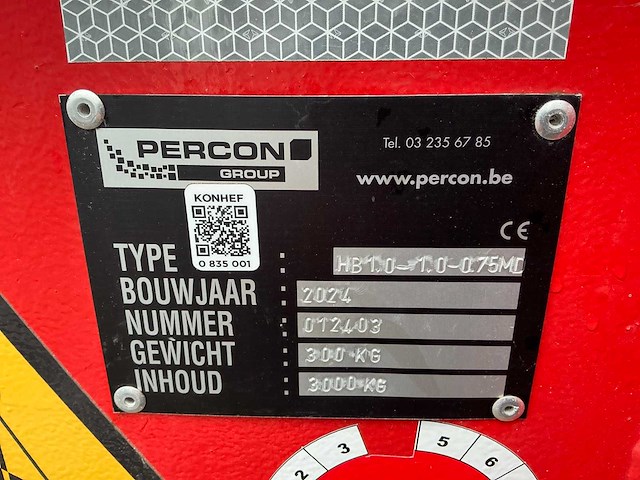 PERCON
GROUP
Tel. 03 235 67 85
www.percon.be
KONHEF
0 835 001
CE
TYPE : HB1.0-1.0-0.75MD
BOUWJAAR : 2024
NUMMER : 012403
GEWICHT : 300 KG
INHOUD : 3000 KG
2 3 5 6